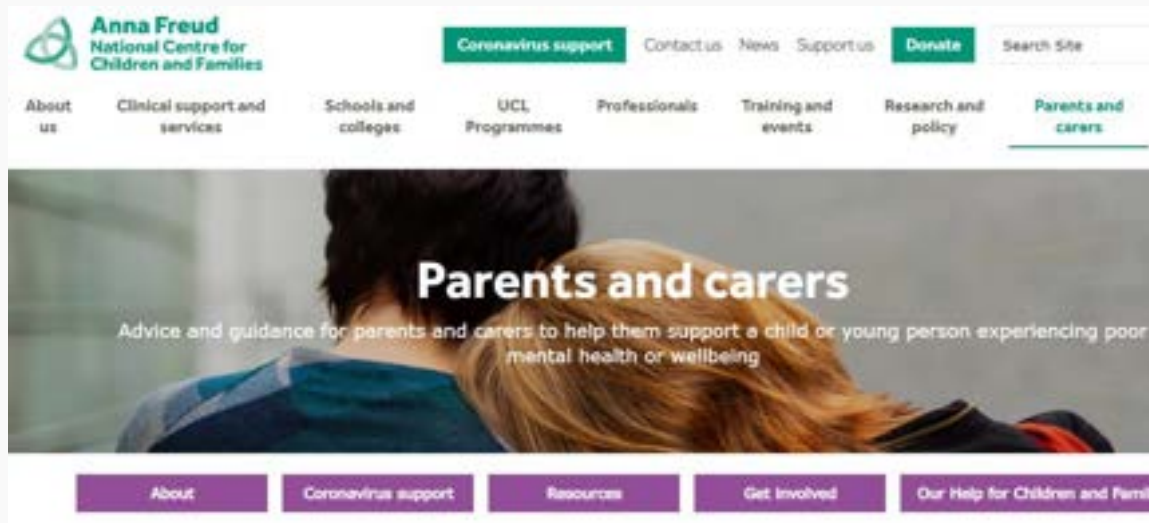 Anna Freud
National Centre for
Children and Families
Coronavirus support
Contact us
News
Support us
Donate
Search Site
About
us
Clinical support and
services
Schools and
colleges
UCL
Programmes
Professionals
Training and
events
Research and
policy
Parents and
carers
Parents and carers
Advice and guidance for parents and carers to help them support a child or young person experiencing poor
mental health or wellbeing
About
Coronavirus support
Resources
Get Involved
Our Help for Children and Famil